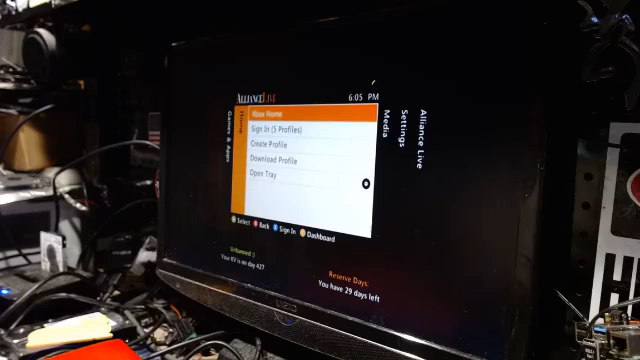 ALLIANCELIVE 6:05 PM
Games & Apps
Home
Xbox Home
Sign In (5 Profiles)
Create Profile
Download Profile
Open Tray
Media
Settings
Alliance Live
Select Back Sign In Dashboard
Unbanned :)
Your KV is on day 427
Reserve Days:
You have 29 days left
VIZIO